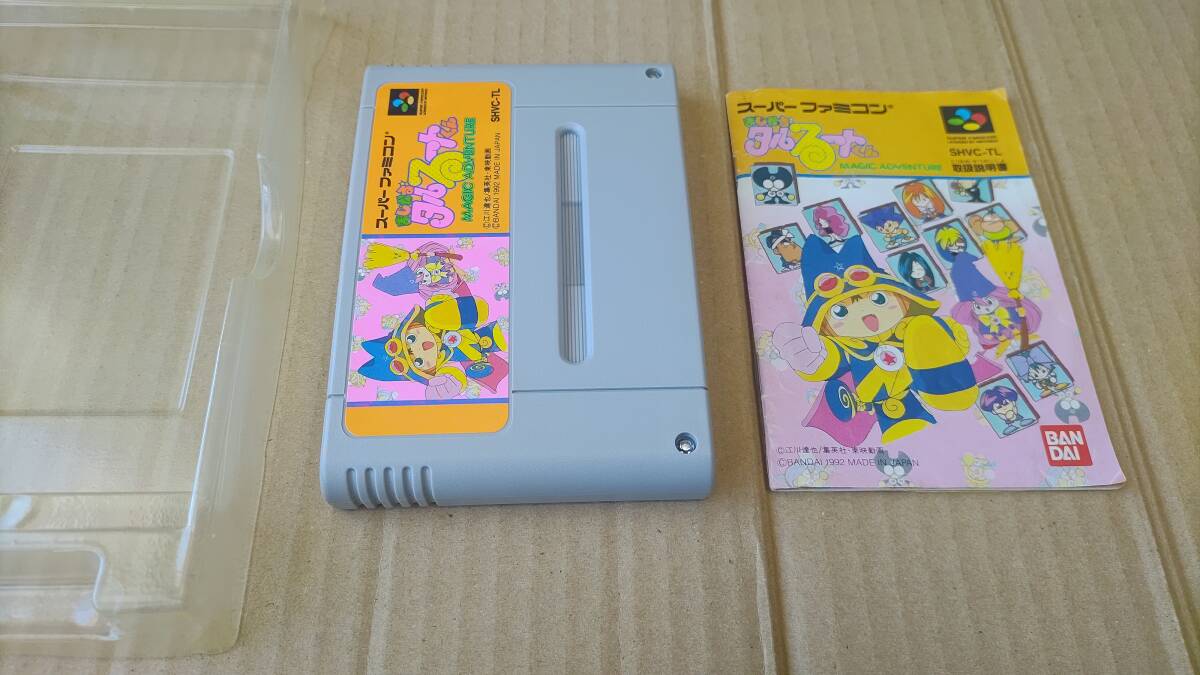 スーパーファミコン
まじかる☆
タルるートくん
MAGIC ADVENTURE
SHVC-TL
©江川達也/集英社・東映動画
©BANDAI 1992 MADE IN JAPAN
スーパーファミコン®
まじかる☆
タルるートくん
MAGIC ADVENTURE
SHVC-TL
取扱説明書
©江川達也/集英社・東映動画
©BANDAI 1992 MADE IN JAPAN
BAN
DAI